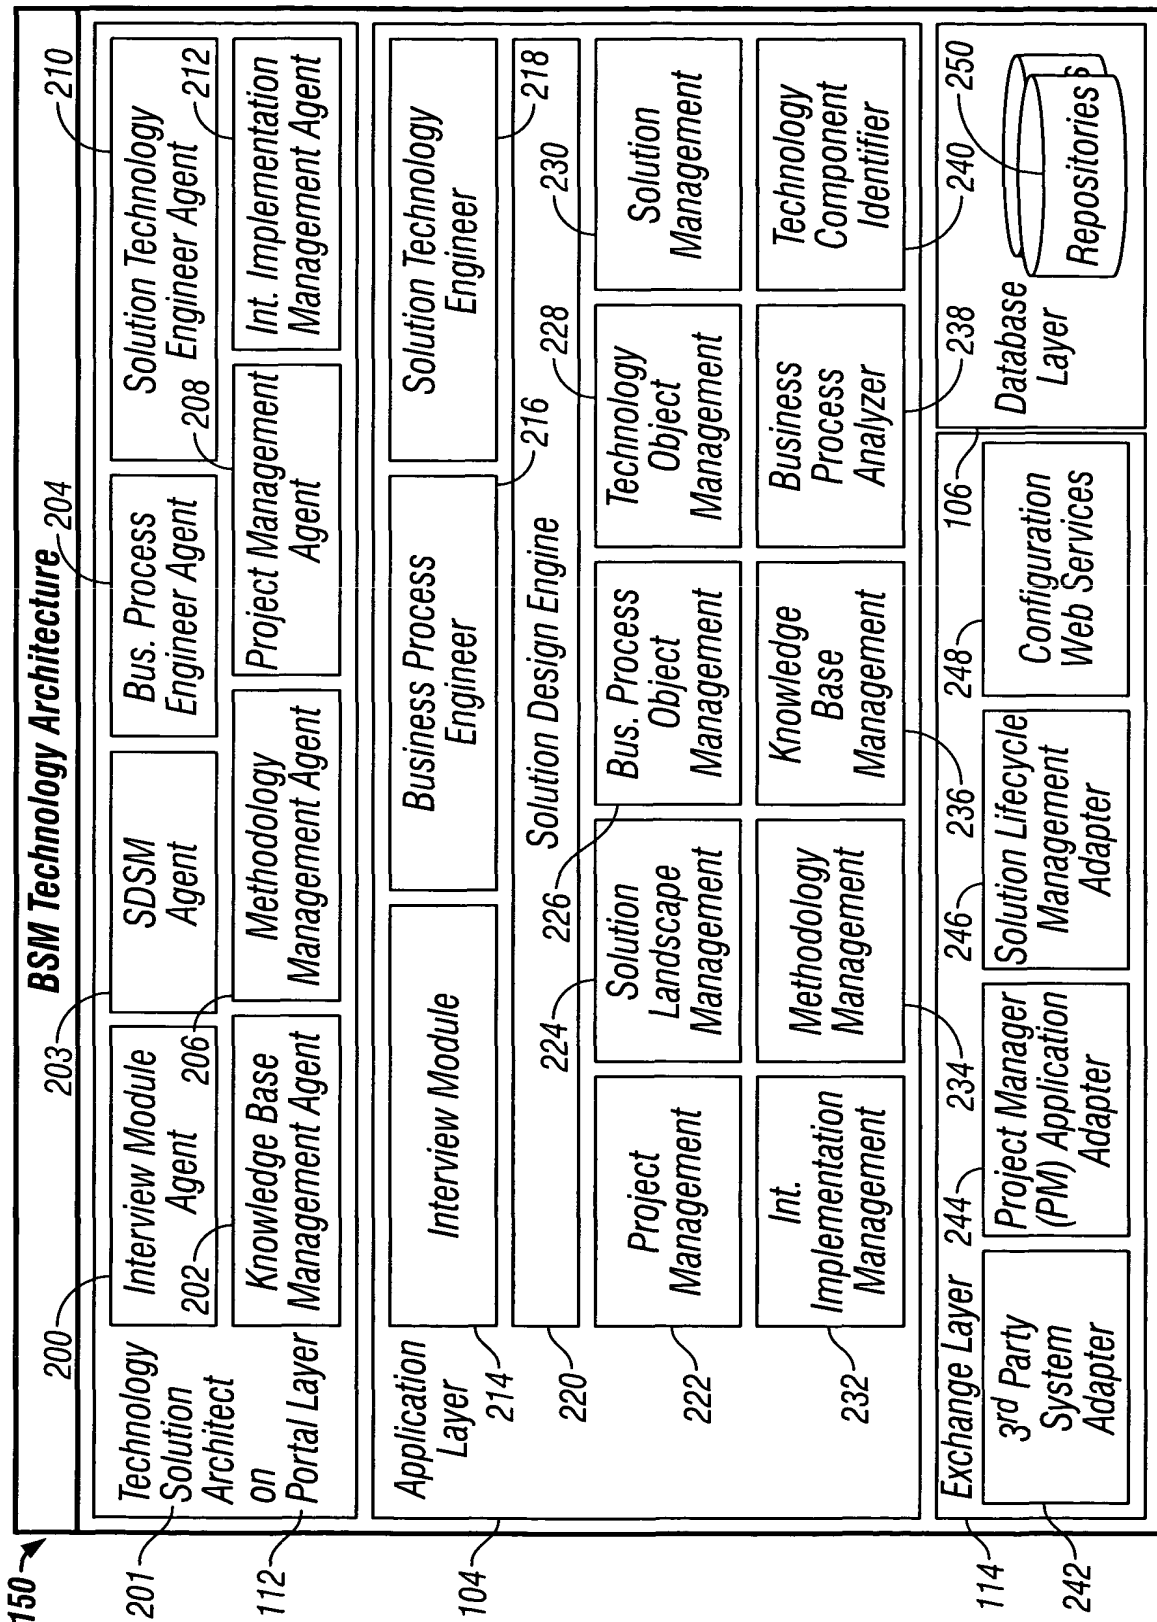 150
BSM Technology Architecture
201
Technology
Solution
Architect
on
Portal Layer
112
200
Interview Module
Agent
203
SDSM
Agent
204
Bus. Process
Engineer Agent
210
Solution Technology
Engineer Agent
202
Knowledge Base
Management Agent
206
Methodology
Management Agent
208
Project Management
Agent
212
Int. Implementation
Management Agent
104
Application
Layer
214
Interview Module
216
Business Process
Engineer
218
Solution Technology
Engineer
220
Solution Design Engine
222
Project
Management
224
Solution
Landscape
Management
226
Bus. Process
Object
Management
228
Technology
Object
Management
230
Solution
Management
232
Int.
Implementation
Management
234
Methodology
Management
236
Knowledge
Base
Management
238
Business
Process
Analyzer
240
Technology
Component
Identifier
114
Exchange Layer
242
3rd Party
System
Adapter
244
Project Manager
(PM) Application
Adapter
246
Solution Lifecycle
Management
Adapter
248
Configuration
Web Services
106
Database
Layer
250
Repositories
s